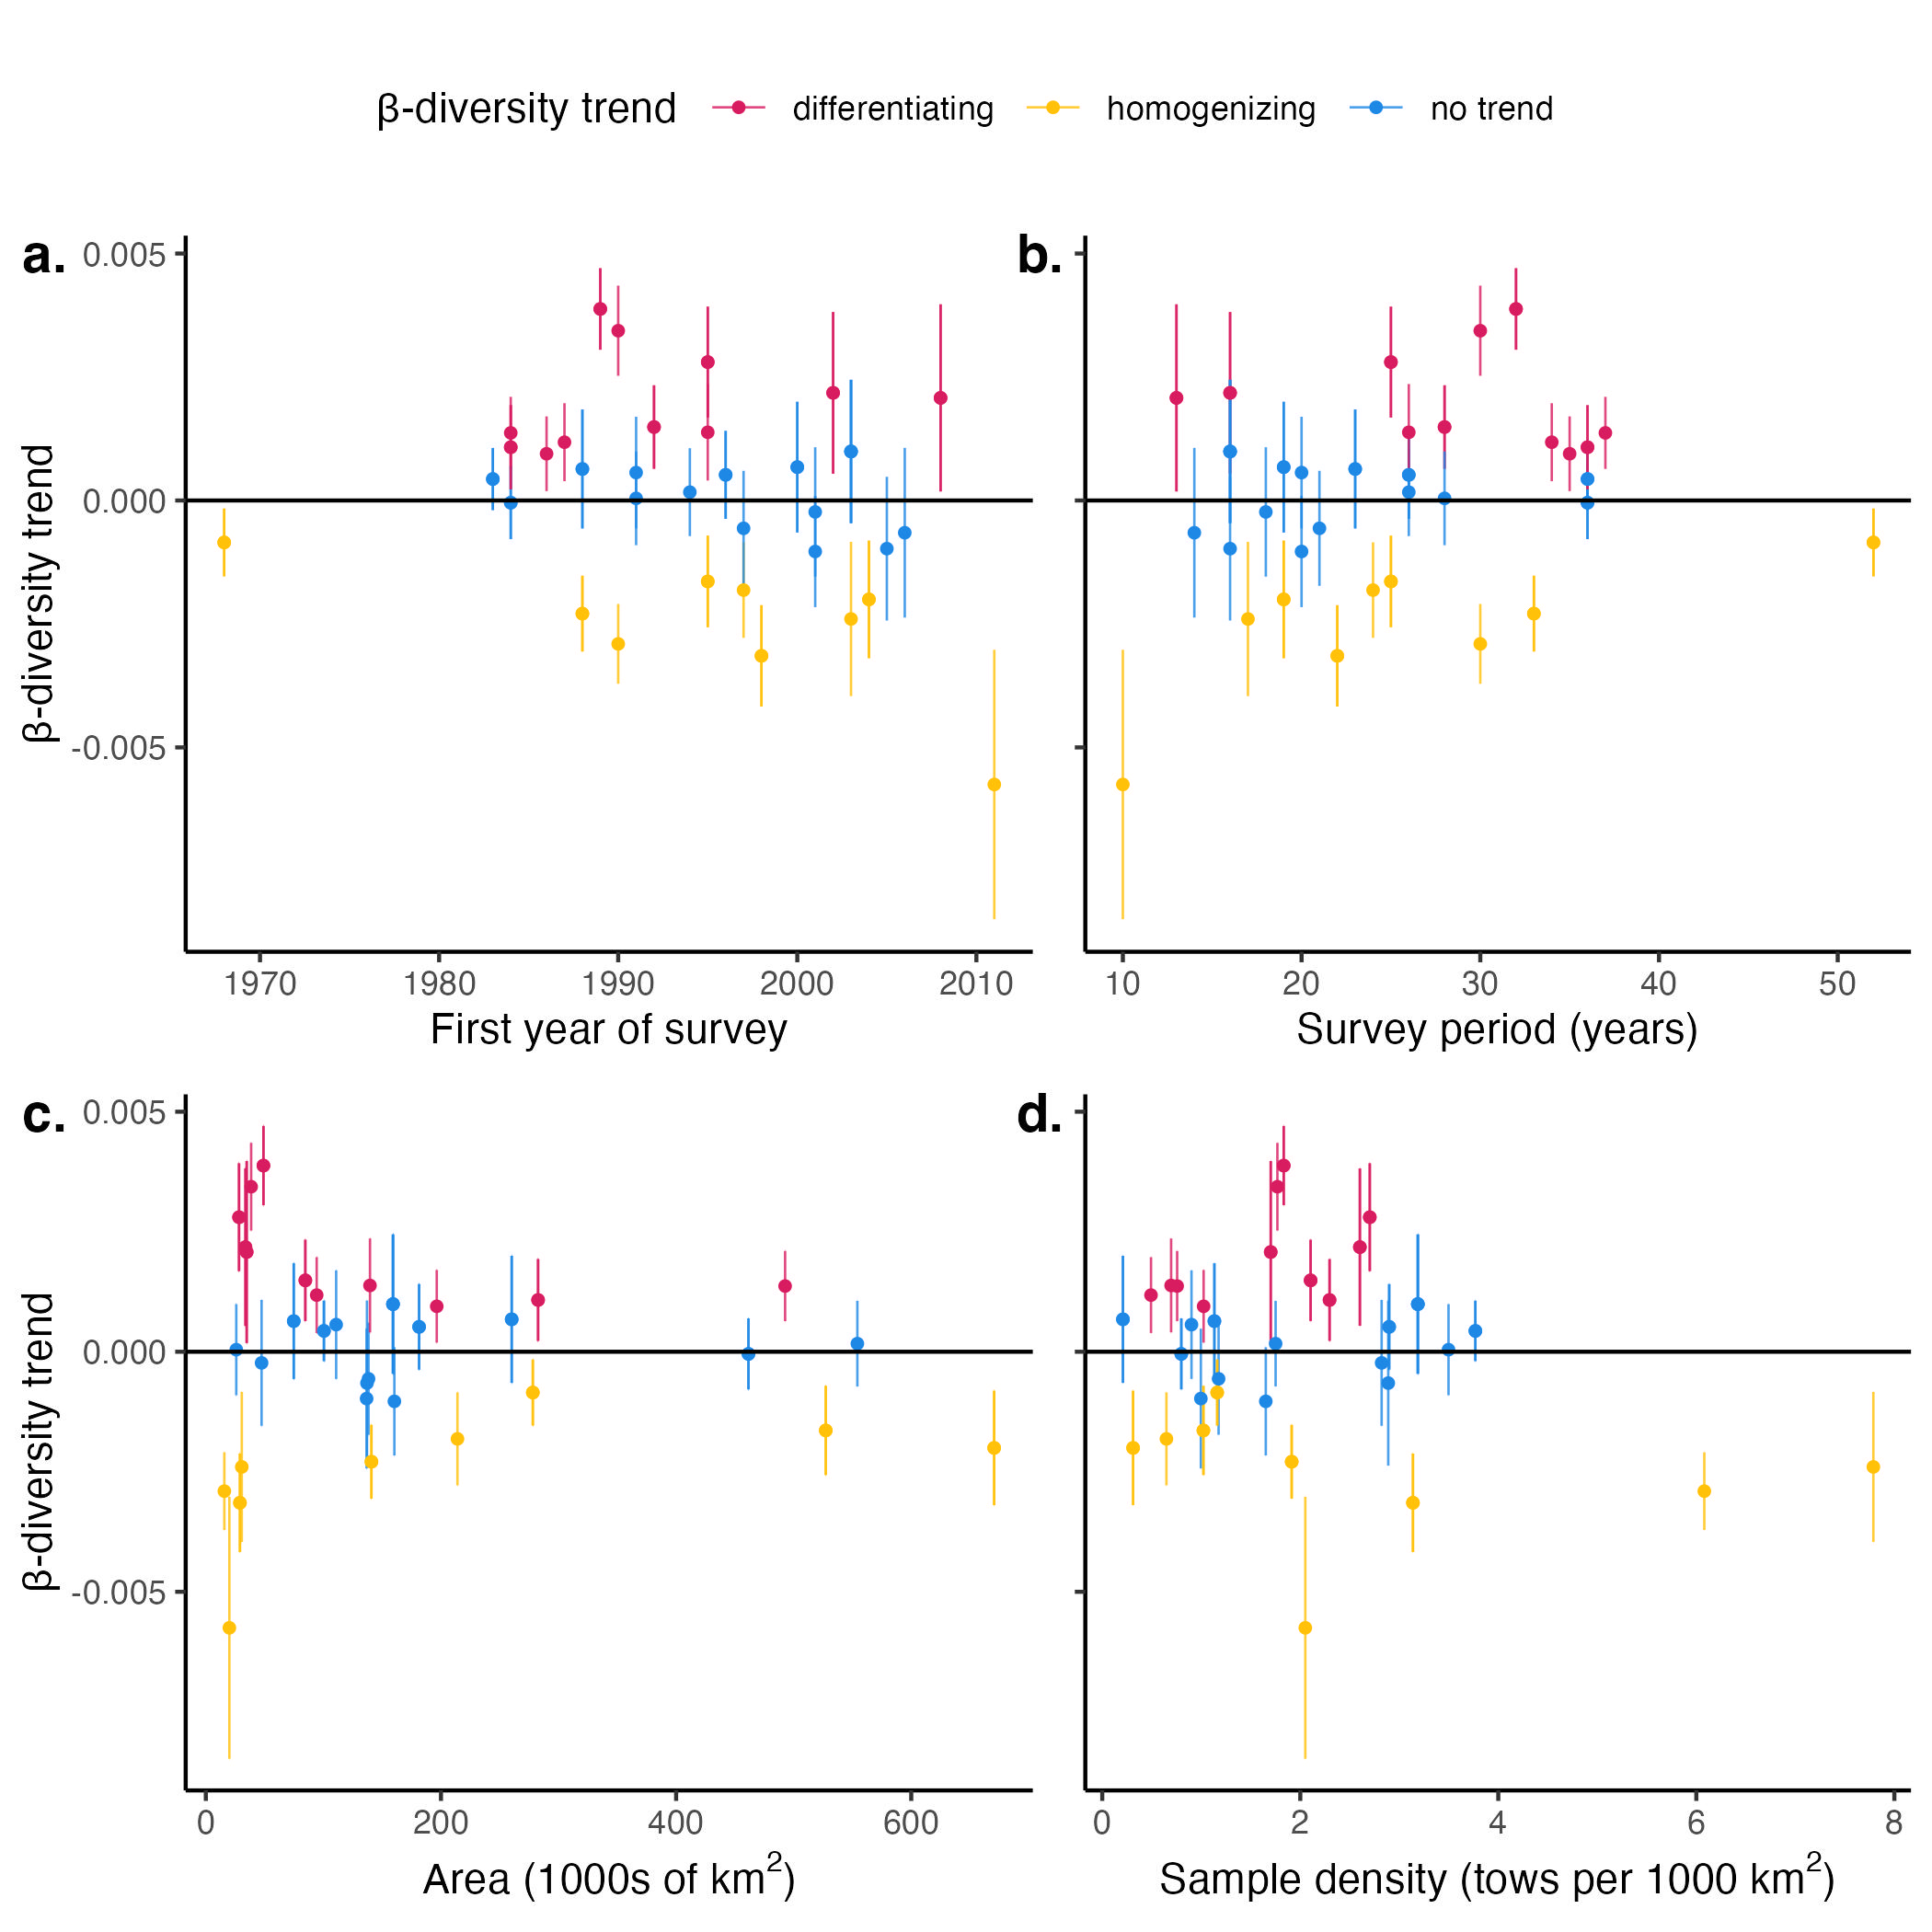 β-diversity trend differentiating homogenizing no trend
a.
0.005
0.000
-0.005
β-diversity trend
1970 1980 1990 2000 2010
First year of survey
b.
10 20 30 40 50
Survey period (years)
c.
0.005
0.000
-0.005
β-diversity trend
0 200 400 600
Area (1000s of km²)
d.
0 2 4 6 8
Sample density (tows per 1000 km²)